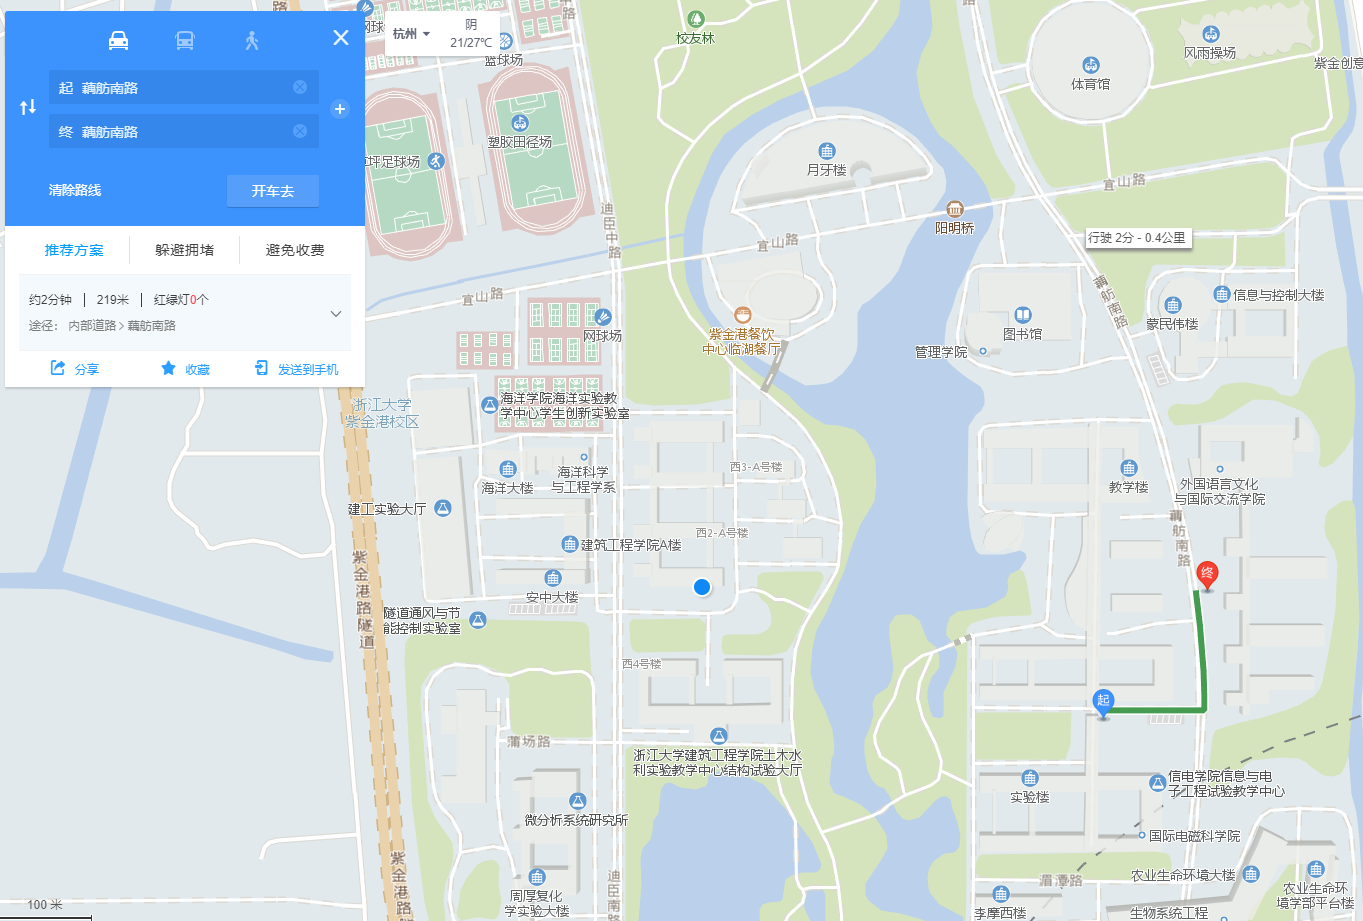 起 藕舫南路
终 藕舫南路
清除路线
开车去
推荐方案
躲避拥堵
避免收费
约2分钟 | 219米 | 红绿灯0个
途径： 内部道路 > 藕舫南路
分享
收藏
发送到手机
杭州
阴
21/27℃
网球
篮球场
校友林
风雨操场
紫金创意
体育馆
塑胶田径场
坪足球场
月牙楼
宜山路
阳明桥
迪臣中路
宜山路
行驶 2分 - 0.4公里
宜山路
藕舫南路
信息与控制大楼
蒙民伟楼
图书馆
管理学院
网球场
紫金港餐饮
中心临湖餐厅
浙江大学
紫金港校区
海洋学院海洋实验教
学中心学生创新实验室
西3-A号楼
海洋科学
与工程学系
海洋大楼
教学楼
外国语言文化
与国际交流学院
建工实验大厅
藕舫南路
西2-A号楼
建筑工程学院A楼
紫金港路隧道
安中大楼
终
隧道通风与节
能控制实验室
西4号楼
起
蒲场路
浙江大学建筑工程学院土木水
利实验教学中心结构试验大厅
信电学院信息与电
子工程试验教学中心
实验楼
微分析系统研究所
国际电磁科学院
紫金港路
迪臣南路
湄潭路
农业生命环境大楼
农业生命环
境学部平台楼
周厚复化
学实验大楼
李摩西楼
生物系统工程
100 米